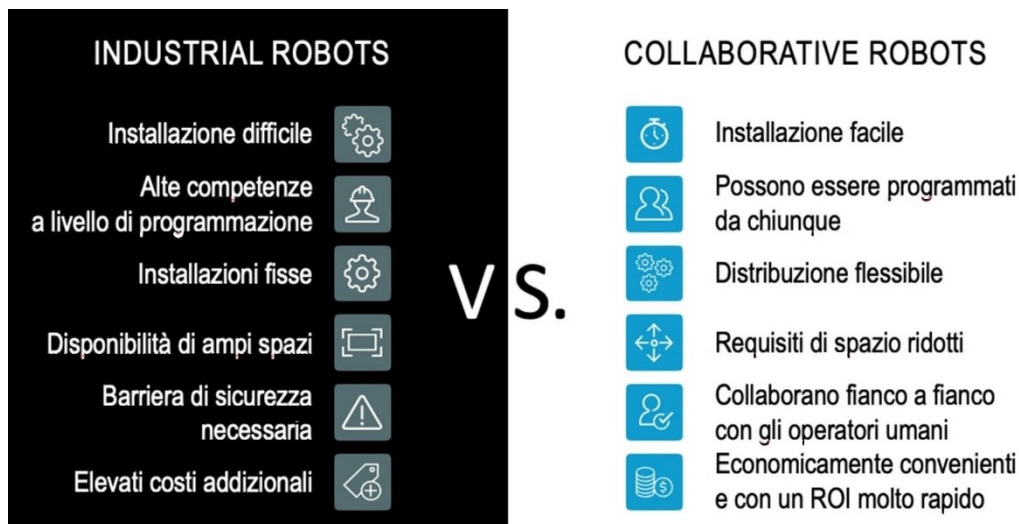 INDUSTRIAL ROBOTS
Installazione difficile
Alte competenze
a livello di programmazione
Installazioni fisse
Disponibilità di ampi spazi
Barriera di sicurezza
necessaria
Elevati costi addizionali
VS.
COLLABORATIVE ROBOTS
Installazione facile
Possono essere programmati
da chiunque
Distribuzione flessibile
Requisiti di spazio ridotti
Collaborano fianco a fianco
con gli operatori umani
Economicamente convenienti
e con un ROI molto rapido